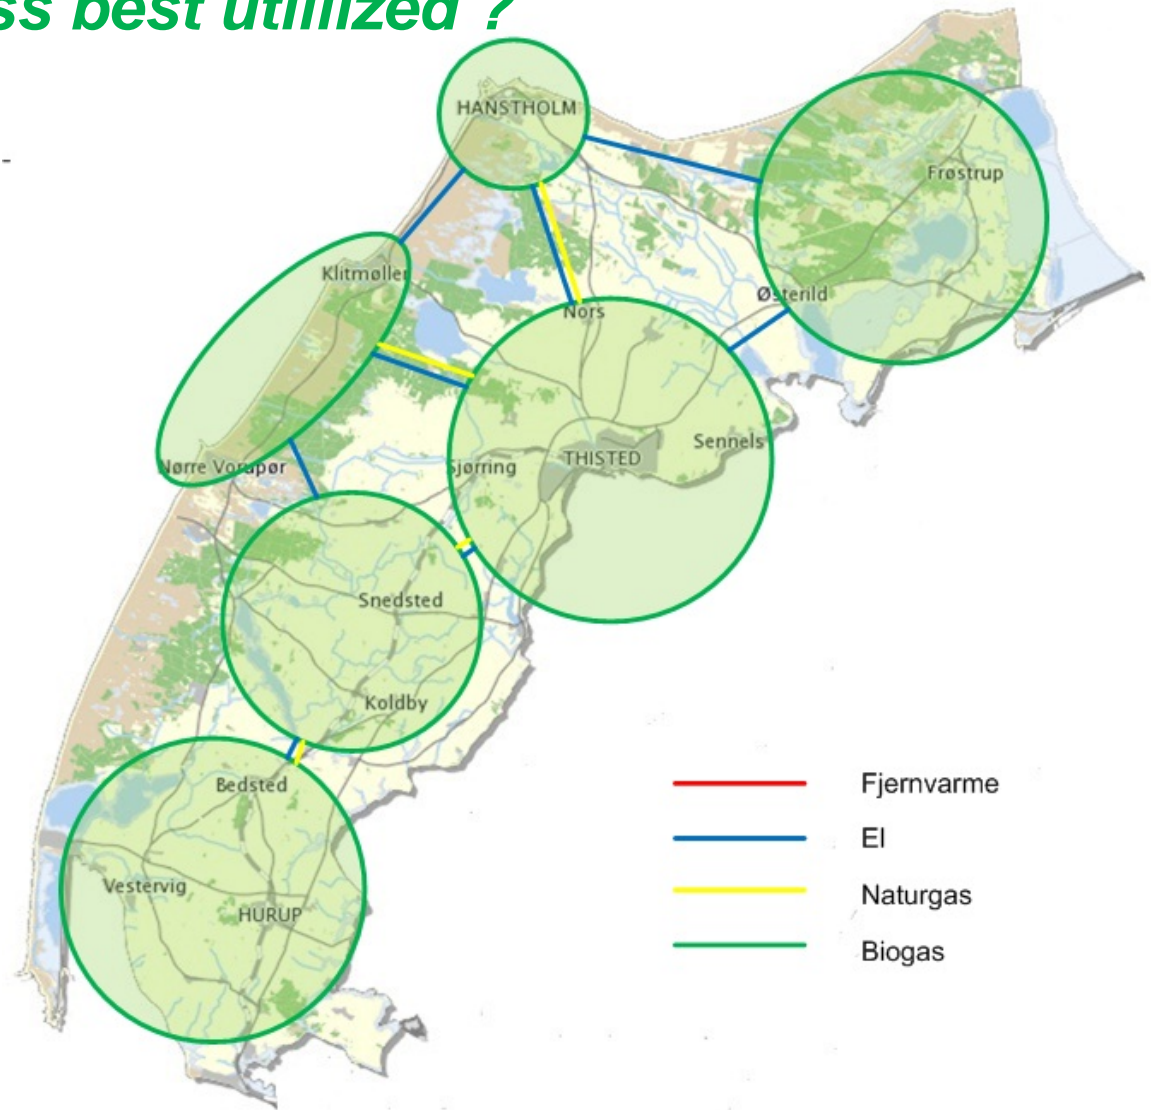 ss best utillized ?
-
HANSTHOLM
Frøstrup
Klitmøller
Østerild
Nors
Sennels
THISTED
Sjørring
Nørre Vorupør
Snedsted
Koldby
Bedsted
Vestervig
HURUP
Fjernvarme
El
Naturgas
Biogas